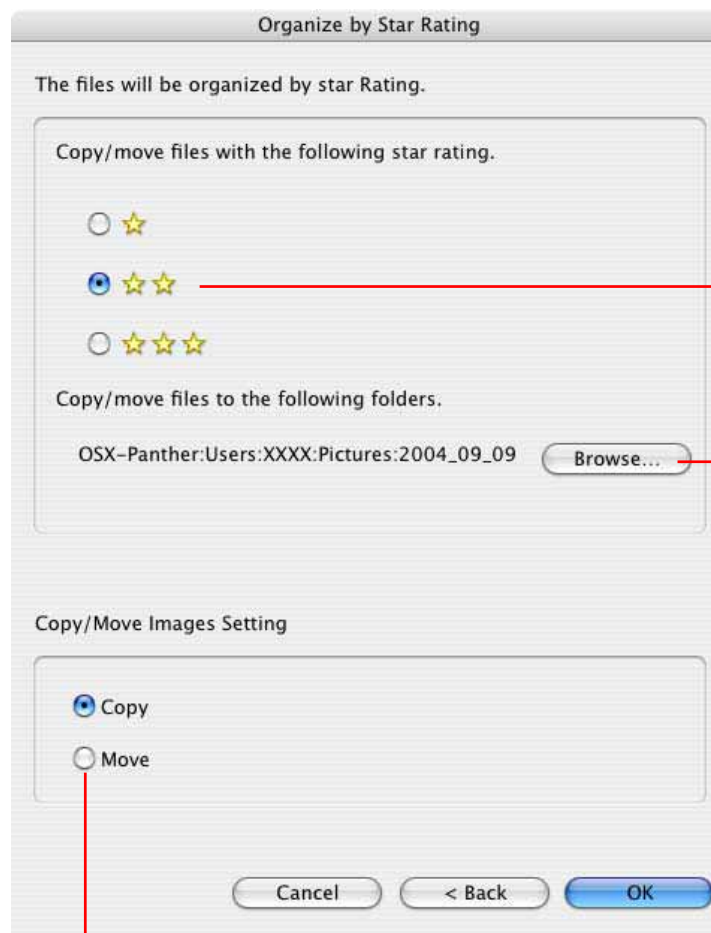 Organize by Star Rating
The files will be organized by star Rating.
Copy/move files with the following star rating.
Copy/move files to the following folders.
OSX-Panther:Users:XXXX:Pictures:2004_09_09 Browse...
Copy/Move Images Setting
Copy
Move
Cancel < Back OK